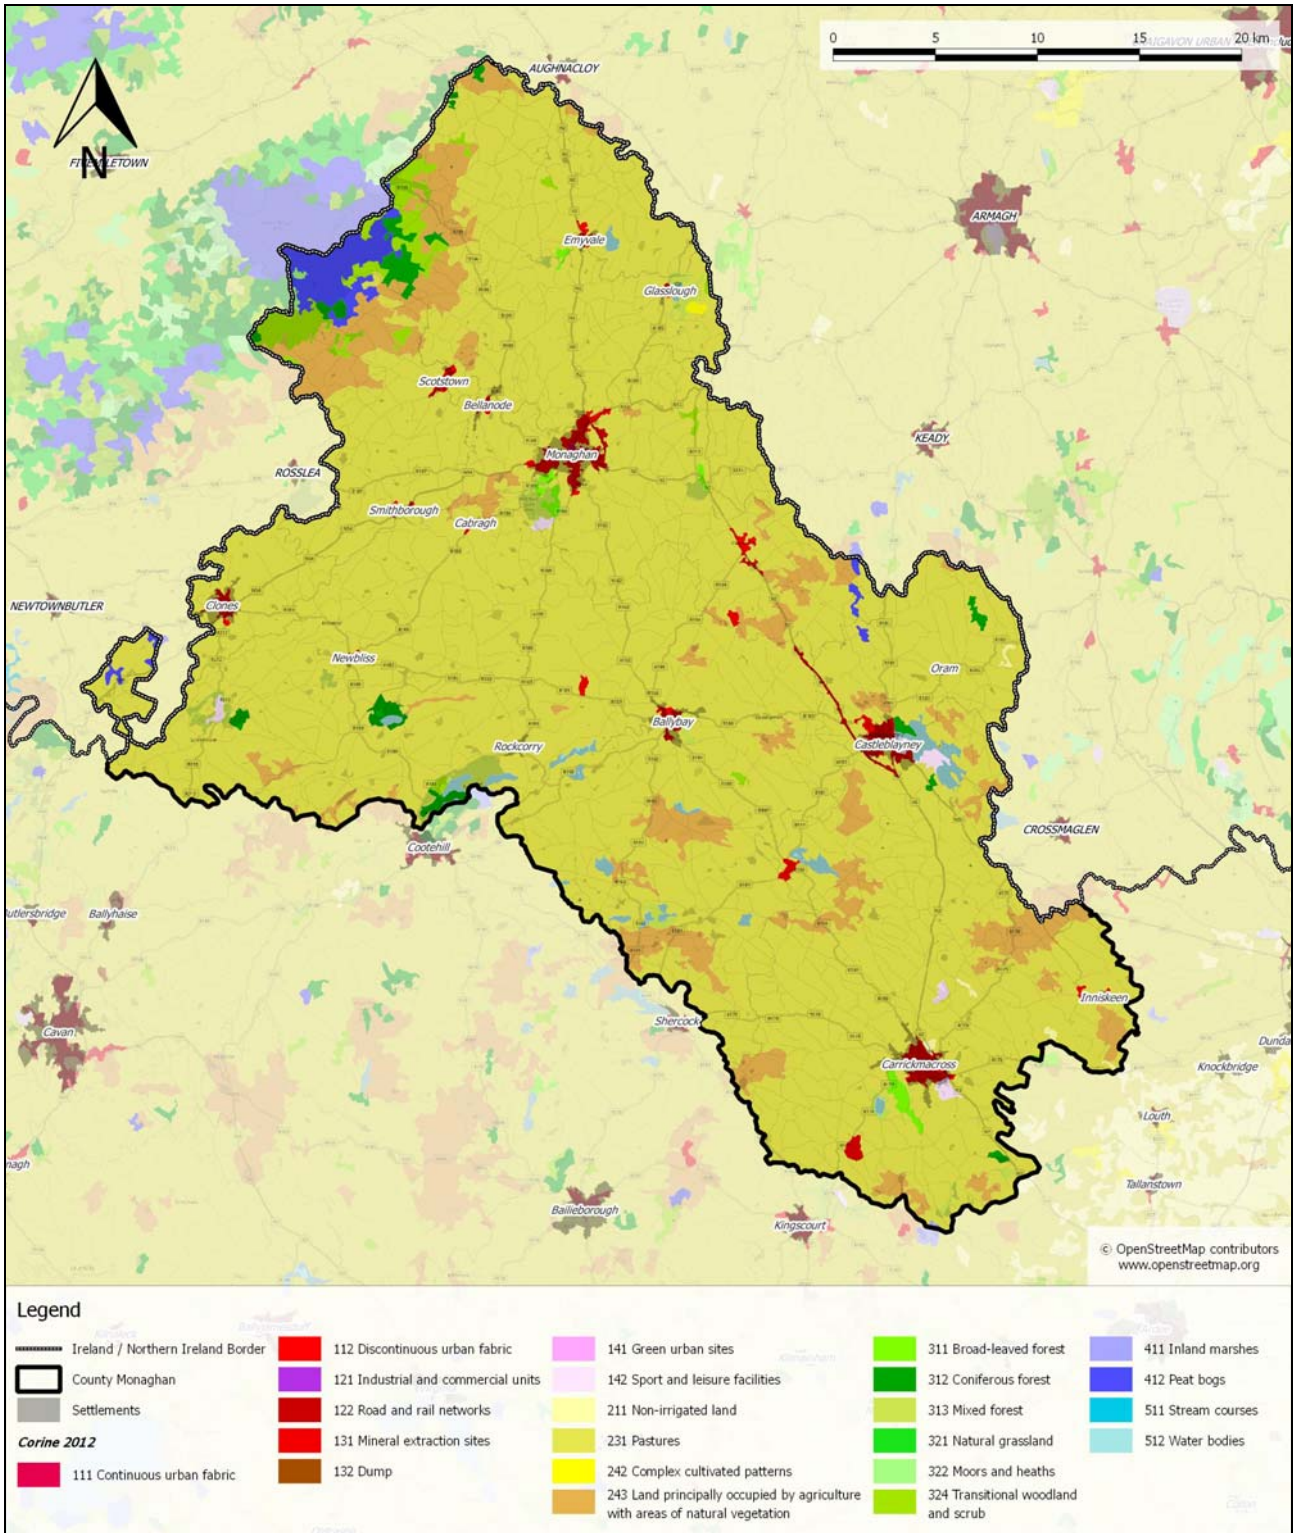 0 5 10 15 20 km
AUGHNACLOY
N
ARMAGH
Emyvale
Glasslough
Scotstown
Bellanode
KEADY
Monaghan
ROSSLEA
Smithborough
Cabragh
NEWTOWNBUTLER
Clones
Newbliss
Oram
Ballybay
Rockcorry
Castleblayney
CROSSMAGLEN
Cootehill
Ballyhaise
Inniskeen
Shercock
Cavan
Carrickmacross
Knockbridge
Louth
Tallanstown
Bailieborough
Kingscourt
© OpenStreetMap contributors
www.openstreetmap.org
Legend
Ireland / Northern Ireland Border
County Monaghan
Settlements
Corine 2012
111 Continuous urban fabric
112 Discontinuous urban fabric
121 Industrial and commercial units
122 Road and rail networks
131 Mineral extraction sites
132 Dump
141 Green urban sites
142 Sport and leisure facilities
211 Non-irrigated land
231 Pastures
242 Complex cultivated patterns
243 Land principally occupied by agriculture
with areas of natural vegetation
311 Broad-leaved forest
312 Coniferous forest
313 Mixed forest
321 Natural grassland
322 Moors and heaths
324 Transitional woodland
and scrub
411 Inland marshes
412 Peat bogs
511 Stream courses
512 Water bodies